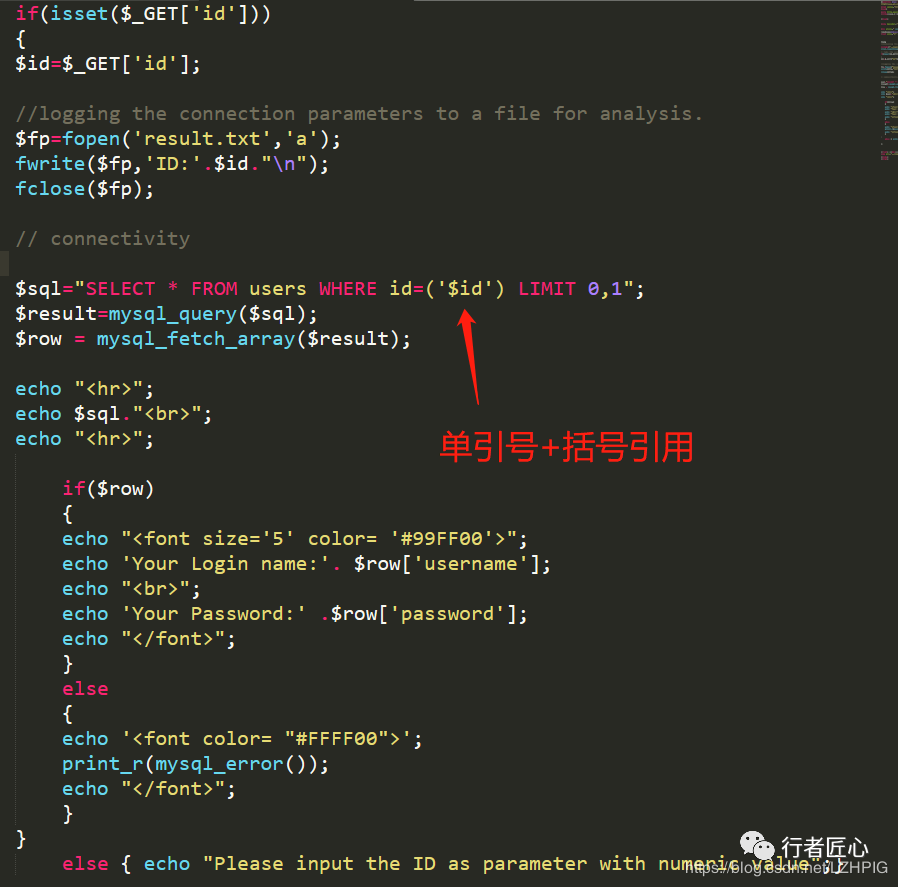 if(isset($_GET['id']))
{
$id=$_GET['id'];
//logging the connection parameters to a file for analysis.
$fp=fopen('result.txt','a');
fwrite($fp,'ID:'.$id."\n");
fclose($fp);
// connectivity
$sql="SELECT * FROM users WHERE id=('$id') LIMIT 0,1";
$result=mysql_query($sql);
$row = mysql_fetch_array($result);
echo "<hr>";
echo $sql."<br>";
echo "<hr>";
单引号+括号引用
if($row)
{
echo "<font size='5' color= '#99FF00'>";
echo 'Your Login name:'. $row['username'];
echo "<br>";
echo 'Your Password:' .$row['password'];
echo "</font>";
}
else
{
echo '<font color= "#FFFF00">';
print_r(mysql_error());
echo "</font>";
}
}
else { echo "Please input the ID as parameter with numeric value";}
行者匠心